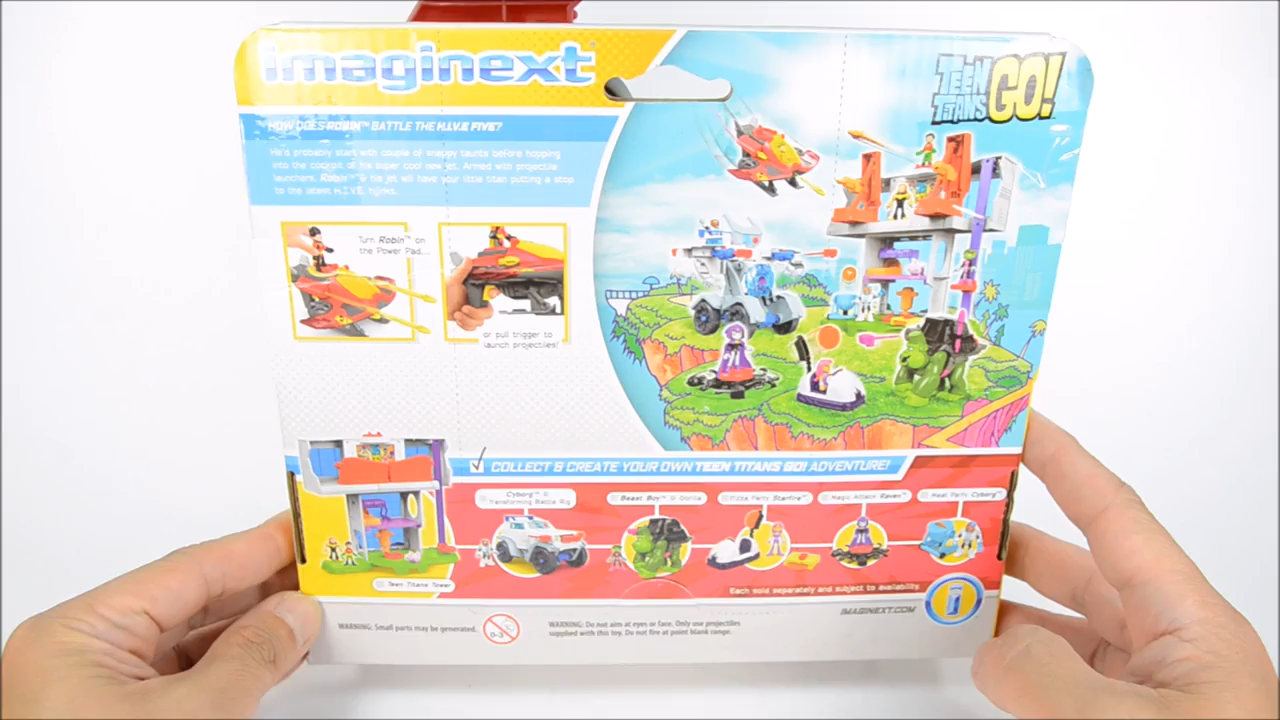 imaginext
TEEN TITANS GO!
HOW DOES ROBIN™ BATTLE THE H.I.V.E FIVE?
He'd probably start with couple of snappy taunts before hopping
into the cockpit of his super cool new jet. Armed with projectile
launchers, Robin™ & his jet will have your little titan putting a stop
to the latest H.I.V.E. hijinks.
Turn Robin™ on
the Power Pad...
or pull trigger to
launch projectiles!
COLLECT & CREATE YOUR OWN TEEN TITANS GO! ADVENTURE!
Cyborg™ &
Transforming Battle Rig
Beast Boy™ & Gorilla
Pizza Party Starfire™
Magic Attack Raven™
Meat Party Cyborg™
Teen Titans Tower
Each sold separately and subject to availability.
IMAGINEXT.COM
WARNING: Small parts may be generated.
0-3
WARNING: Do not aim at eyes or face. Only use projectiles
supplied with this toy. Do not fire at point blank range.